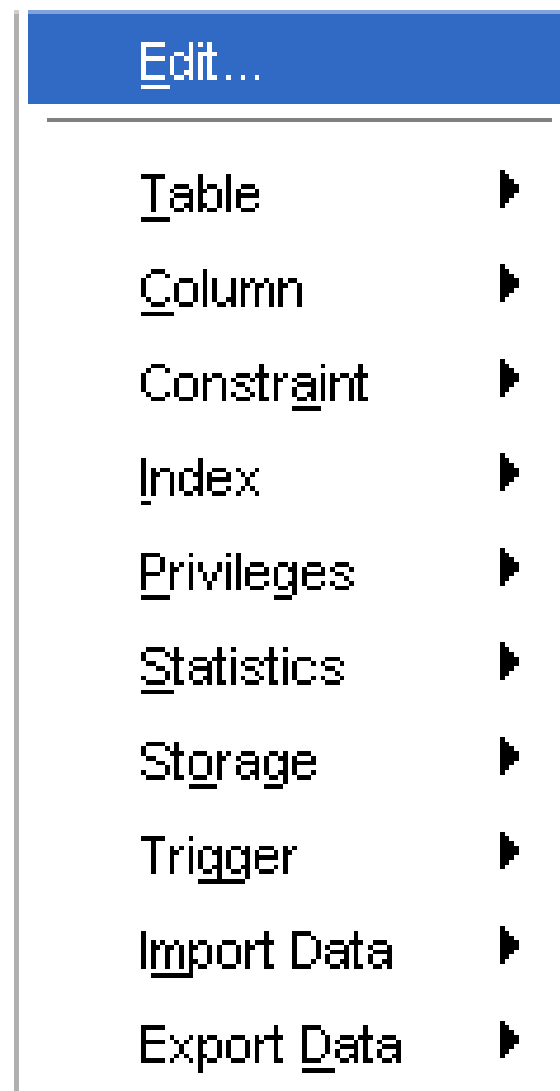 Edit...
Table
Column
Constraint
Index
Privileges
Statistics
Storage
Trigger
Import Data
Export Data